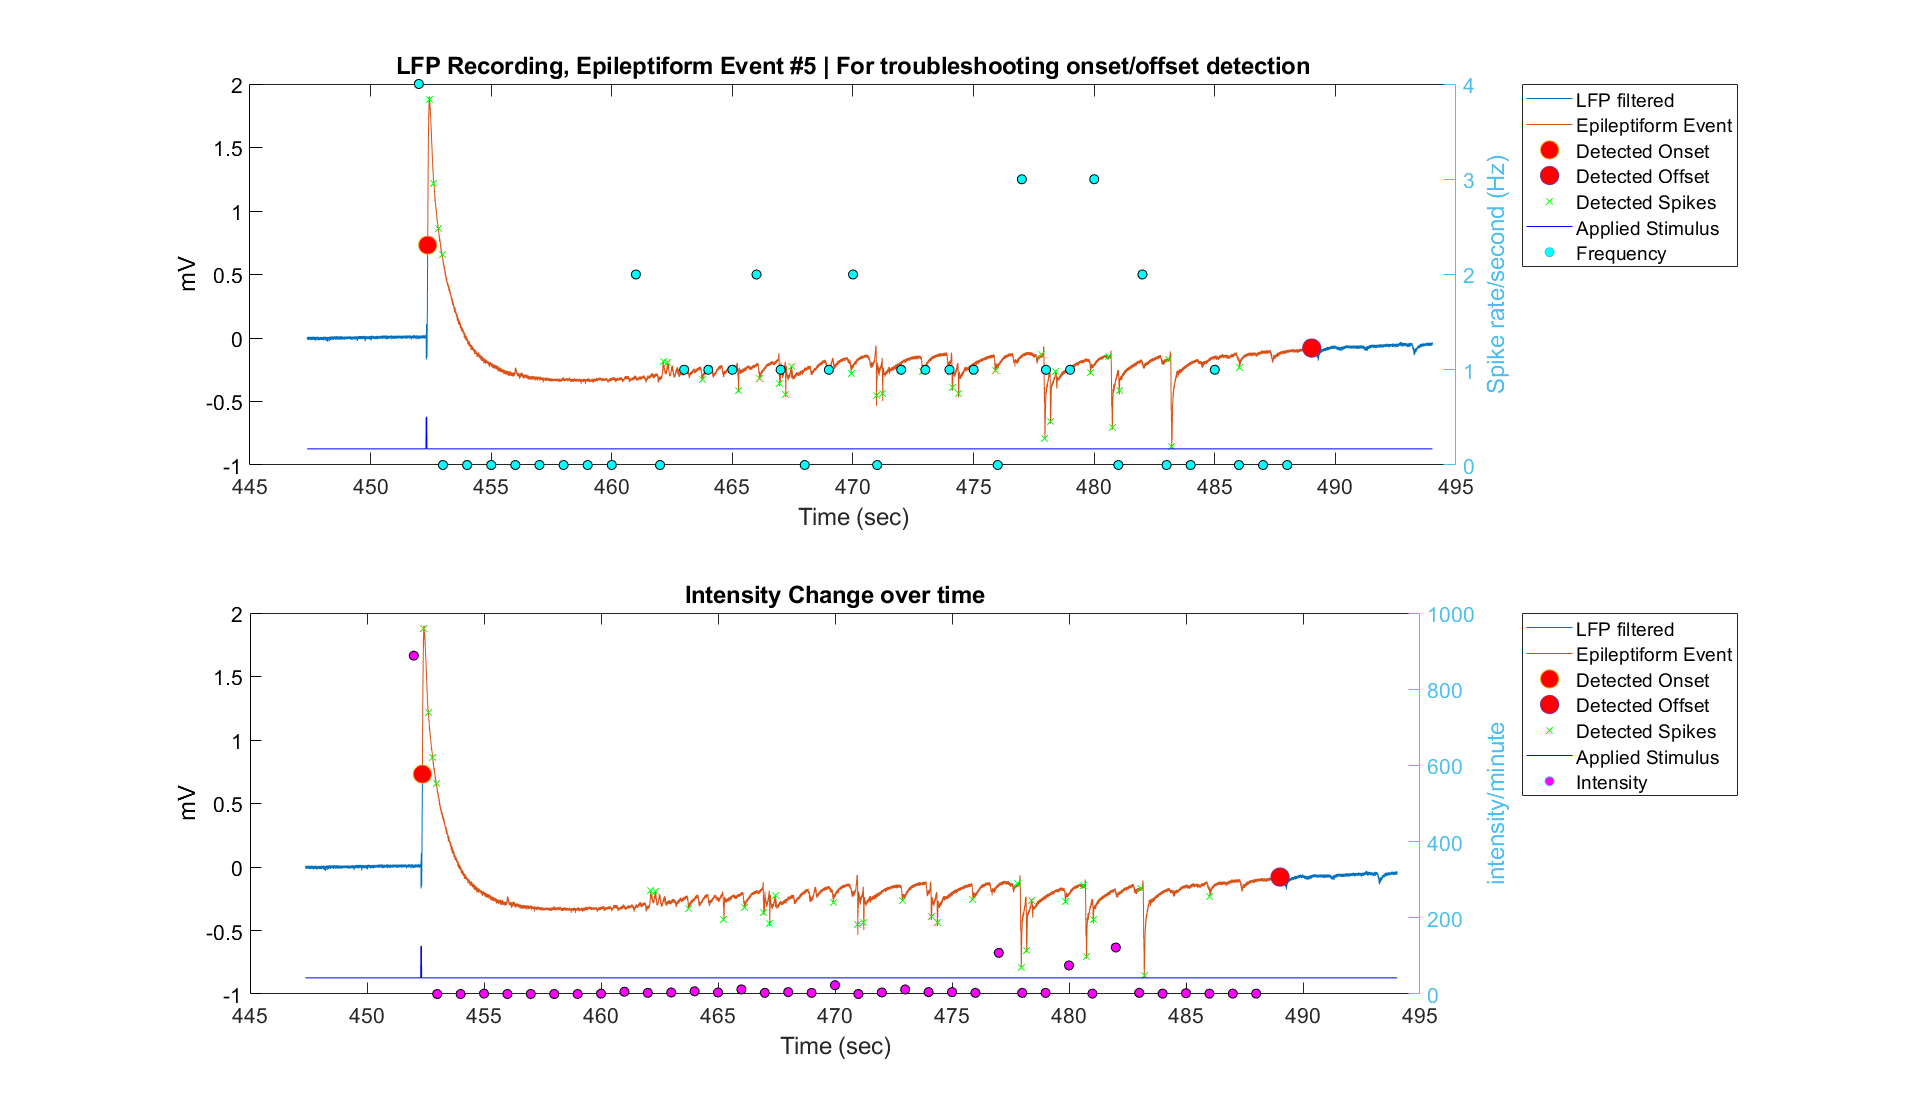 LFP Recording, Epileptiform Event #5 | For troubleshooting onset/offset detection
2
1.5
1
0.5
0
-0.5
-1
mV
445 450 455 460 465 470 475 480 485 490 495
Time (sec)
4
3
2
1
0
Spike rate/second (Hz)
LFP filtered
Epileptiform Event
Detected Onset
Detected Offset
Detected Spikes
Applied Stimulus
Frequency
Intensity Change over time
2
1.5
1
0.5
0
-0.5
-1
mV
445 450 455 460 465 470 475 480 485 490 495
Time (sec)
1000
800
600
400
200
0
intensity/minute
LFP filtered
Epileptiform Event
Detected Onset
Detected Offset
Detected Spikes
Applied Stimulus
Intensity